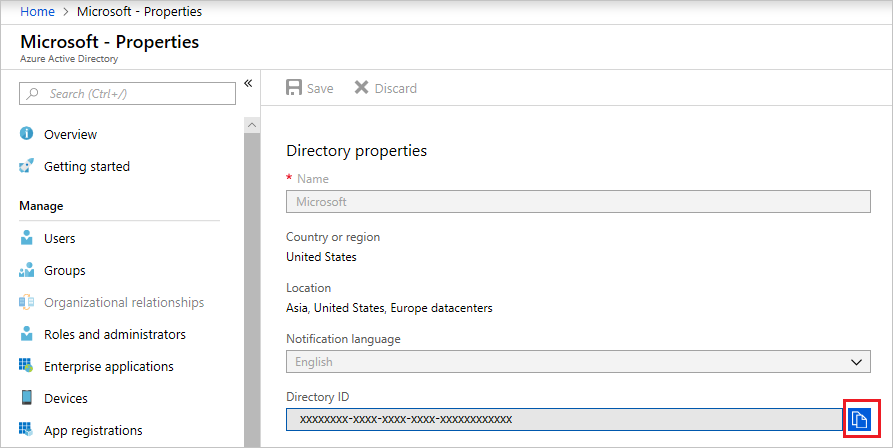 Home > Microsoft - Properties
Microsoft - Properties
Azure Active Directory
Search (Ctrl+/)
«
Save
Discard
Overview
Getting started
Manage
Users
Groups
Organizational relationships
Roles and administrators
Enterprise applications
Devices
App registrations
Directory properties
* Name
Microsoft
Country or region
United States
Location
Asia, United States, Europe datacenters
Notification language
English
Directory ID
xxxxxxxx-xxxx-xxxx-xxxx-xxxxxxxxxxxx